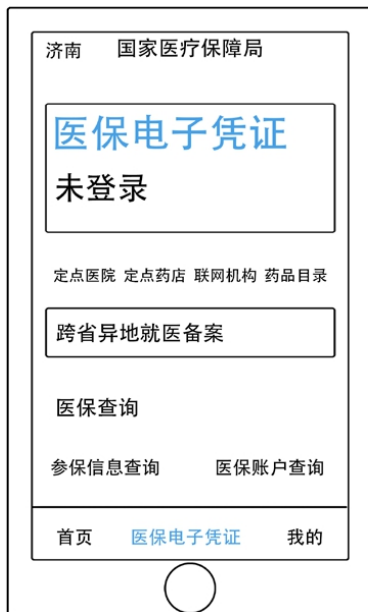 济南 国家医疗保障局
医保电子凭证
未登录
定点医院 定点药店 联网机构 药品目录
跨省异地就医备案
医保查询
参保信息查询 医保账户查询
首页 医保电子凭证 我的